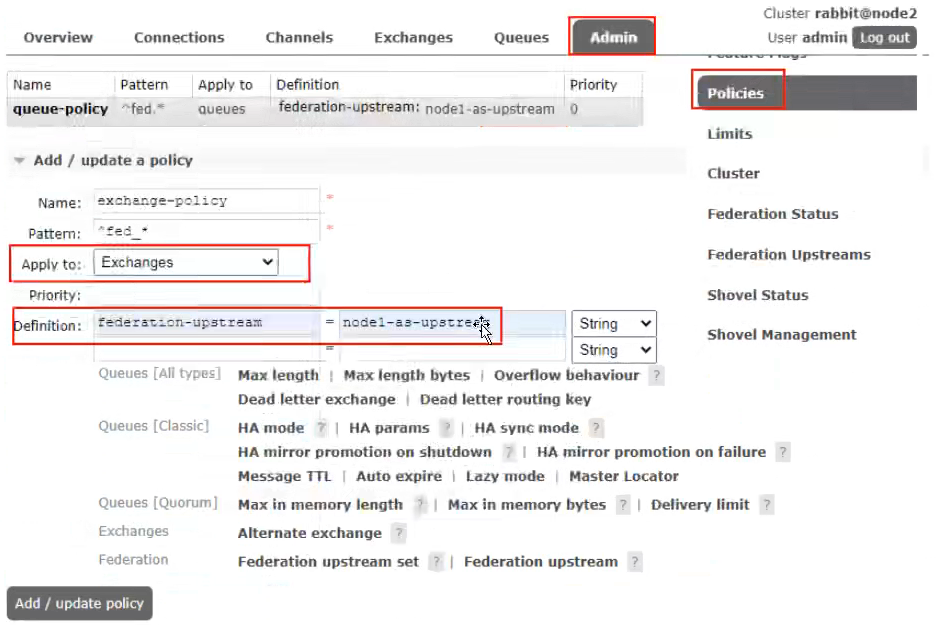 Cluster rabbit@node2
Overview Connections Channels Exchanges Queues Admin
User admin Log out
Feature Flags
Name Pattern Apply to Definition Priority
queue-policy ^fed.* queues federation-upstream: node1-as-upstream 0
Policies
Limits
Cluster
Federation Status
Federation Upstreams
Shovel Status
Shovel Management
Add / update a policy
Name: exchange-policy *
Pattern: ^fed_* *
Apply to: Exchanges
Priority:
Definition: federation-upstream = node1-as-upstream String
= String
Queues [All types] Max length | Max length bytes | Overflow behaviour ?
Dead letter exchange | Dead letter routing key
Queues [Classic] HA mode ? | HA params ? | HA sync mode ?
HA mirror promotion on shutdown ? | HA mirror promotion on failure ?
Message TTL | Auto expire | Lazy mode | Master Locator
Queues [Quorum] Max in memory length ? | Max in memory bytes ? | Delivery limit ?
Exchanges Alternate exchange ?
Federation Federation upstream set ? | Federation upstream ?
Add / update policy